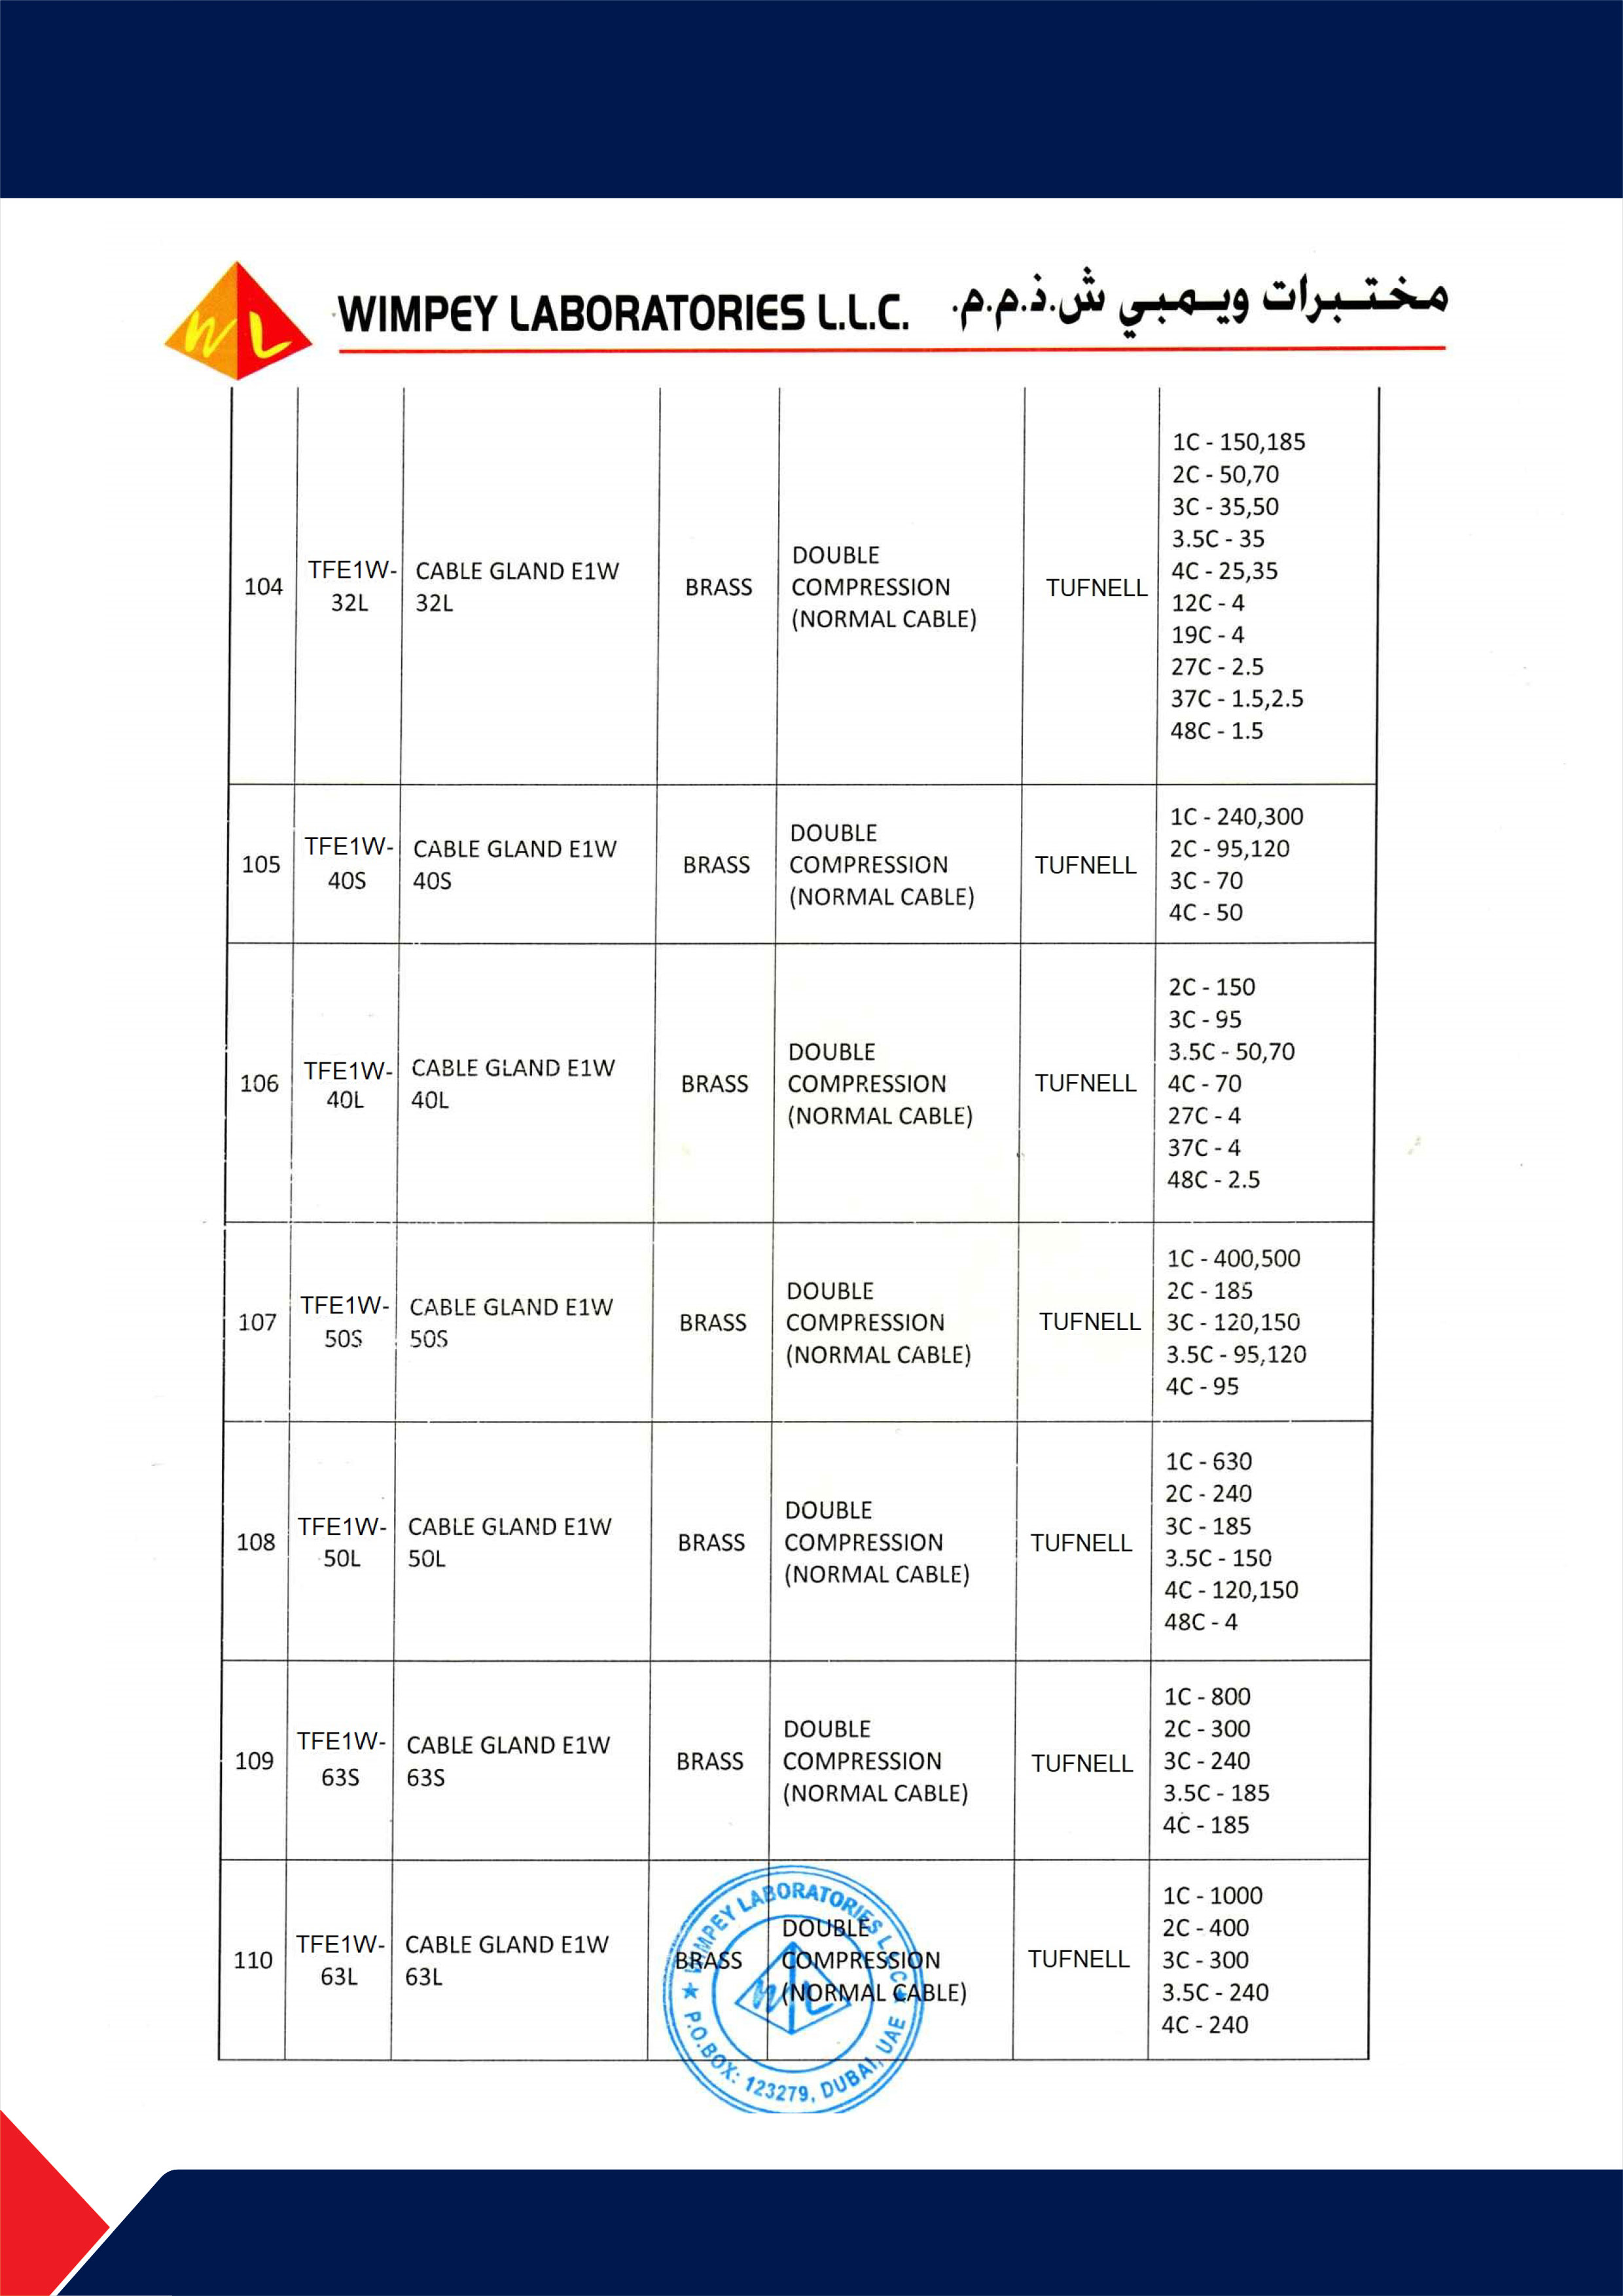 WL
WIMPEY LABORATORIES L.L.C. مختبرات ويمبي ش.ذ.م.م.
104
TFE1W-
32L
CABLE GLAND E1W
32L
BRASS
DOUBLE
COMPRESSION
(NORMAL CABLE)
TUFNELL
1C - 150,185
2C - 50,70
3C - 35,50
3.5C - 35
4C - 25,35
12C - 4
19C - 4
27C - 2.5
37C - 1.5,2.5
48C - 1.5
105
TFE1W-
40S
CABLE GLAND E1W
40S
BRASS
DOUBLE
COMPRESSION
(NORMAL CABLE)
TUFNELL
1C - 240,300
2C - 95,120
3C - 70
4C - 50
106
TFE1W-
40L
CABLE GLAND E1W
40L
BRASS
DOUBLE
COMPRESSION
(NORMAL CABLE)
TUFNELL
2C - 150
3C - 95
3.5C - 50,70
4C - 70
27C - 4
37C - 4
48C - 2.5
107
TFE1W-
50S
CABLE GLAND E1W
50S
BRASS
DOUBLE
COMPRESSION
(NORMAL CABLE)
TUFNELL
1C - 400,500
2C - 185
3C - 120,150
3.5C - 95,120
4C - 95
108
TFE1W-
50L
CABLE GLAND E1W
50L
BRASS
DOUBLE
COMPRESSION
(NORMAL CABLE)
TUFNELL
1C - 630
2C - 240
3C - 185
3.5C - 150
4C - 120,150
48C - 4
109
TFE1W-
63S
CABLE GLAND E1W
63S
BRASS
DOUBLE
COMPRESSION
(NORMAL CABLE)
TUFNELL
1C - 800
2C - 300
3C - 240
3.5C - 185
4C - 185
110
TFE1W-
63L
CABLE GLAND E1W
63L
BRASS
DOUBLE
COMPRESSION
(NORMAL CABLE)
TUFNELL
1C - 1000
2C - 400
3C - 300
3.5C - 240
4C - 240
WIMPEY LABORATORIES L.L.C
WL
P.O.BOX: 123279, DUBAI, UAE